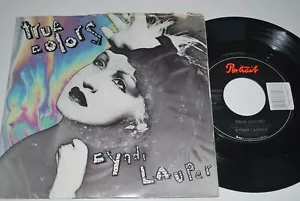 true
colors
cyndi
LAUPer
Portrait
TRUE COLORS
CYNDI LAUPER